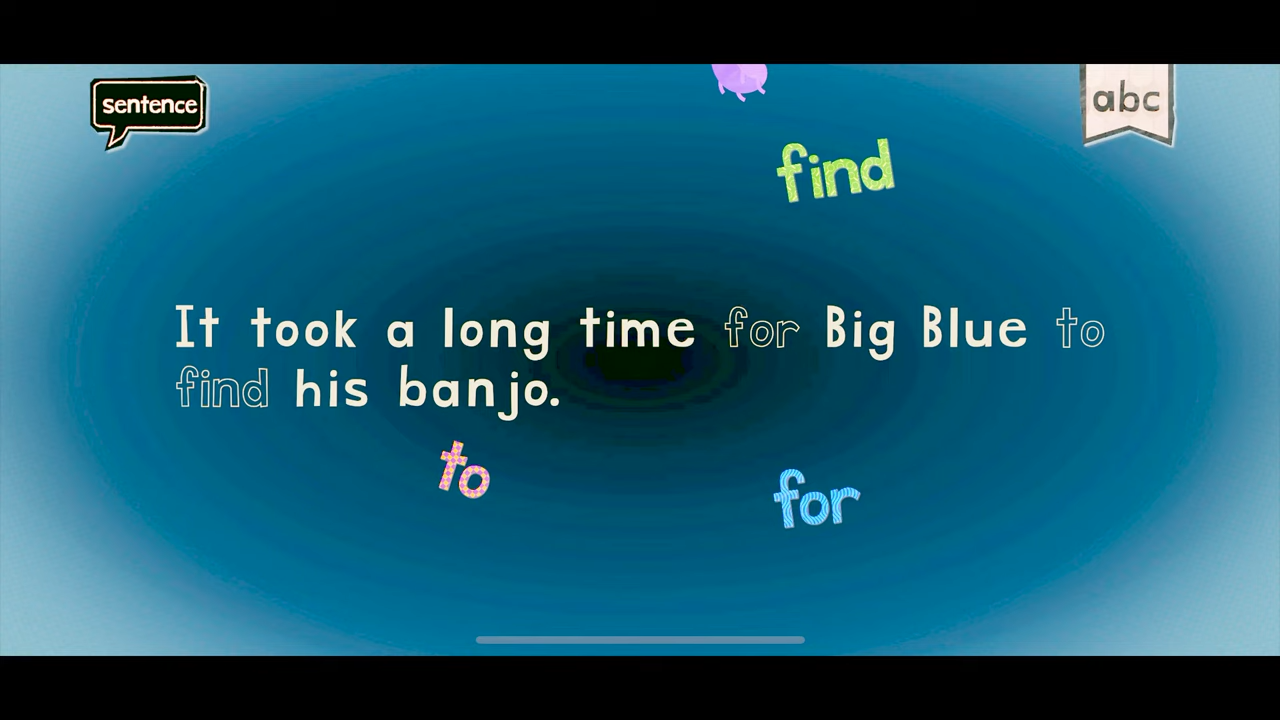 sentence
abc
find
It took a long time for Big Blue to
find his banjo.
to
for